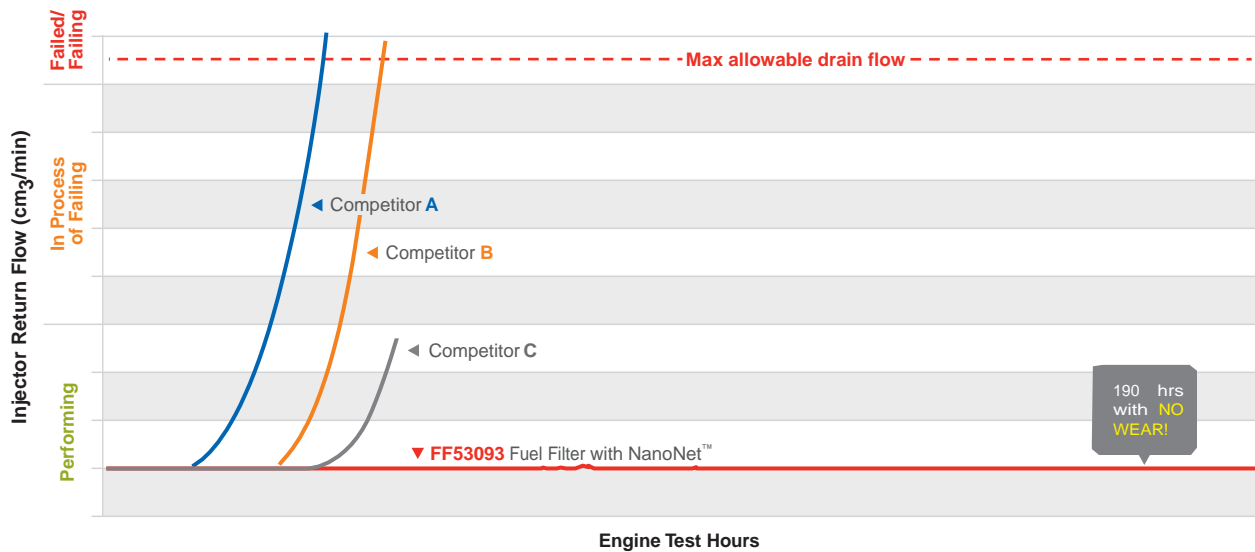 Failed/
Failing
Max allowable drain flow
Injector Return Flow (cm3/min)
In Process
of Failing
Competitor A
Competitor B
Competitor C
Performing
190 hrs
with NO
WEAR!
FF53093 Fuel Filter with NanoNet™
Engine Test Hours